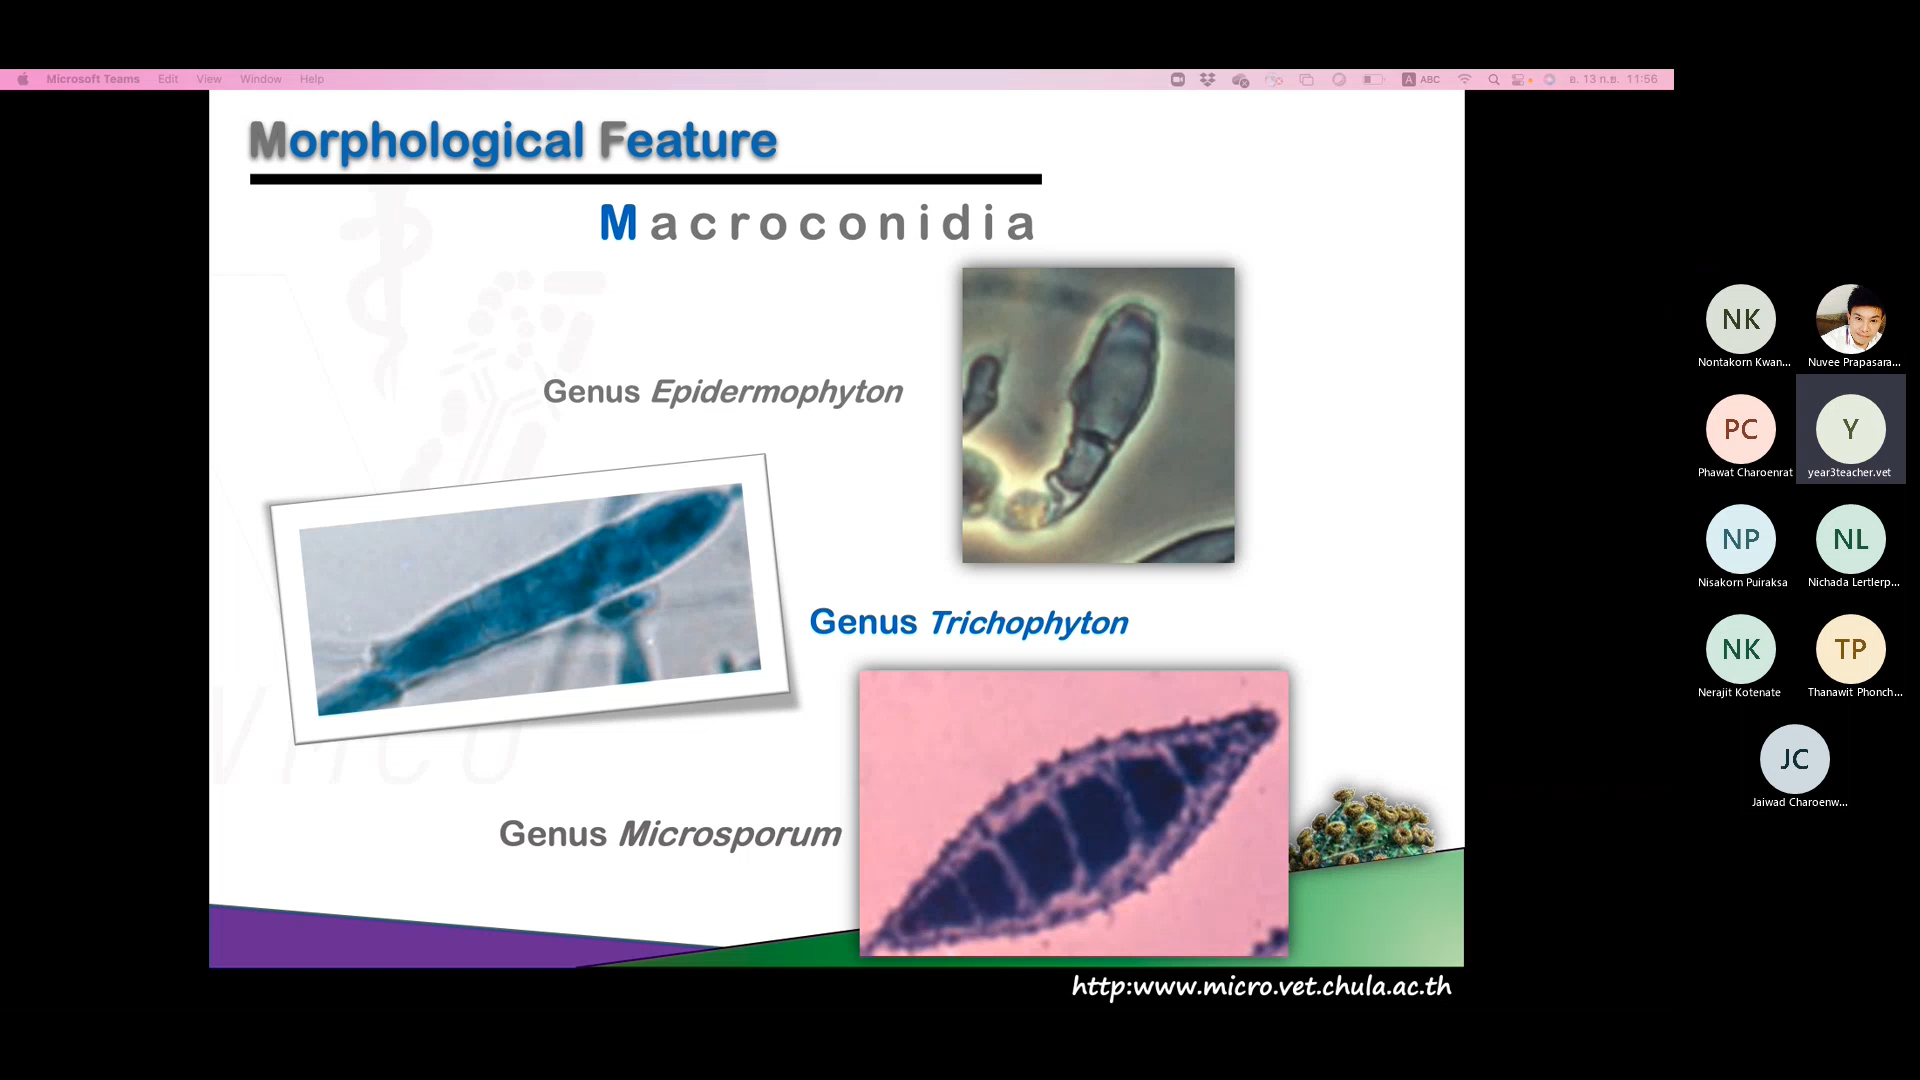 Microsoft Teams Edit View Window Help
A ABC อ. 13 ก.ย. 11:56
Morphological Feature
Macroconidia
Genus Epidermophyton
Genus Trichophyton
Genus Microsporum
http:www.micro.vet.chula.ac.th
NK
Nontakorn Kwan...
Nuvee Prapasara...
PC
Phawat Charoenrat
Y
year3teacher.vet
NP
Nisakorn Puiraksa
NL
Nichada Lertlerp...
NK
Nerajit Kotenate
TP
Thanawit Phonch...
JC
Jaiwad Charoenw...